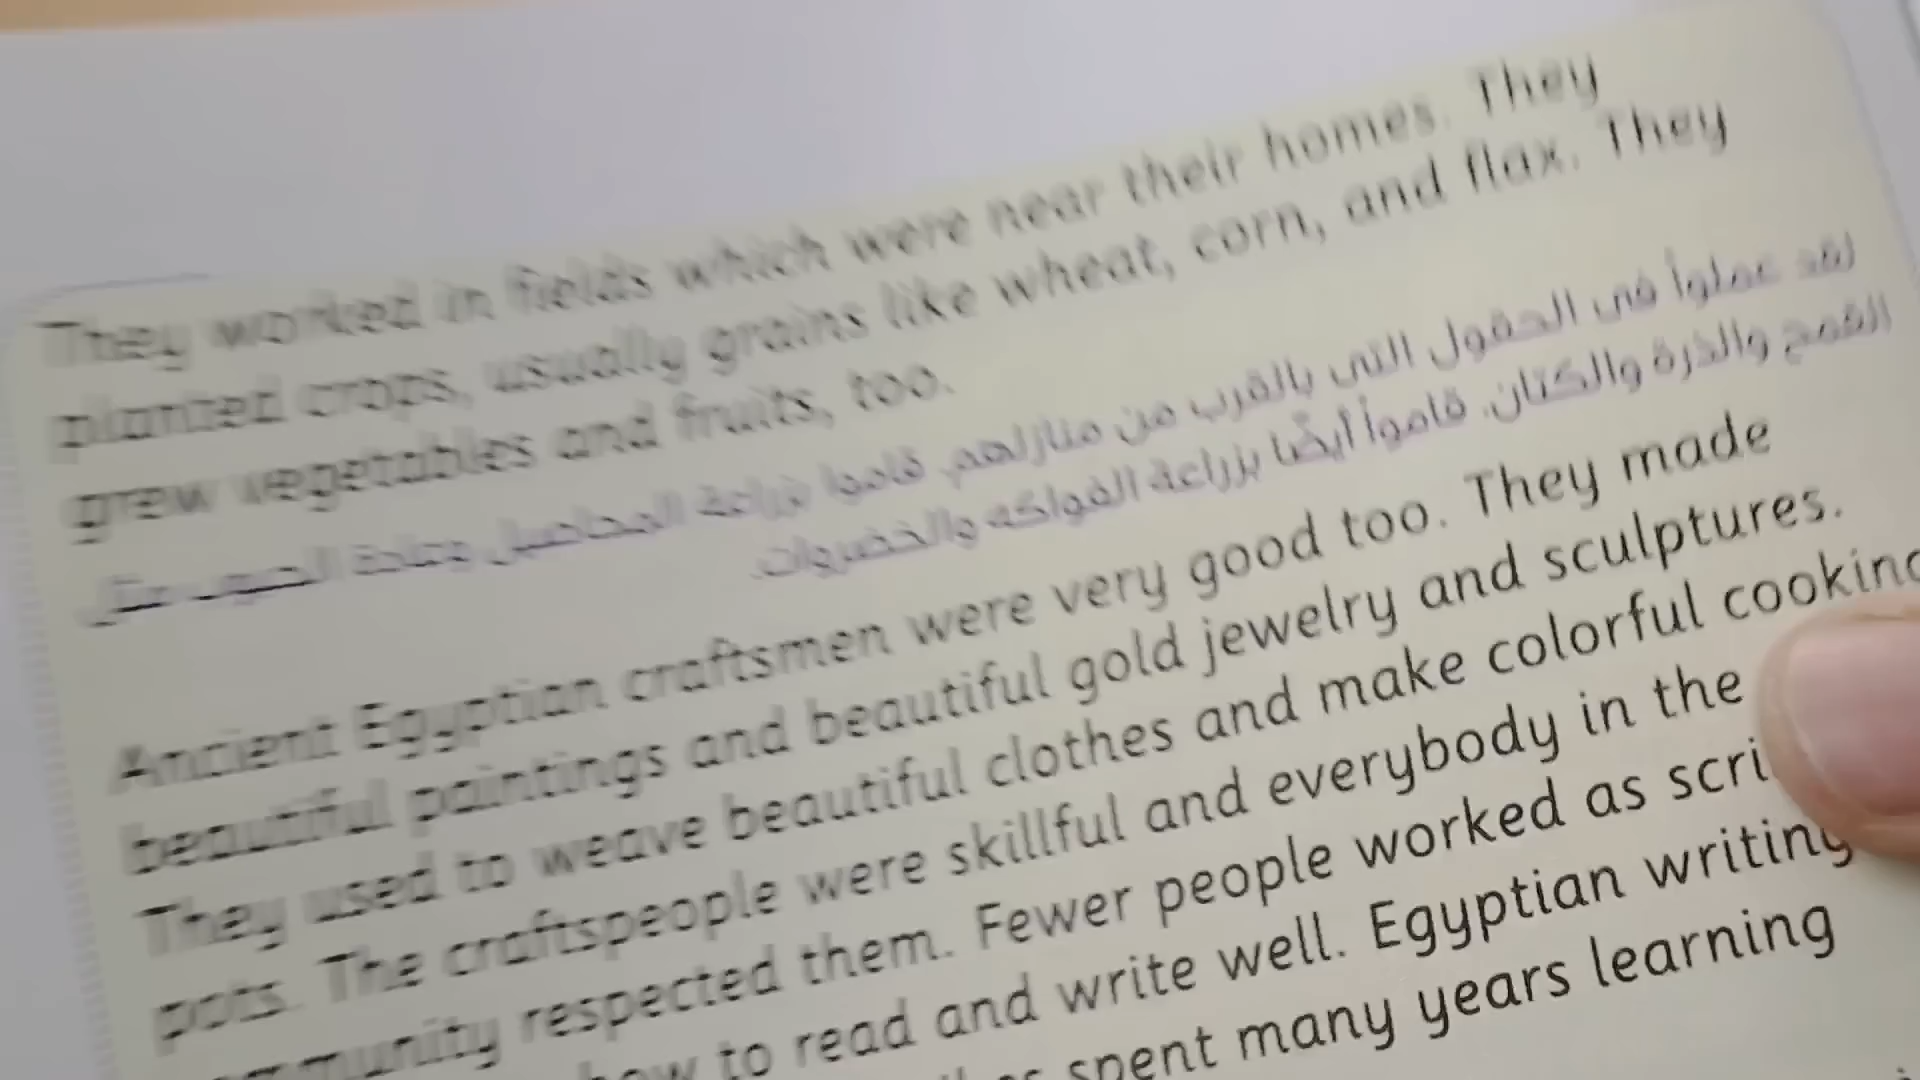 They worked in fields which were near their homes. They
planted crops, usually grains like wheat, corn, and flax. They
grew vegetables and fruits, too.
لقد عملوا في الحقول التي بالقرب من منازلهم. قاموا بزراعة المحاصيل وعادة الحبوب مثل
القمح والذرة والكتان. قاموا أيضًا بزراعة الفواكه والخضروات.
Ancient Egyptian craftsmen were very good too. They made
beautiful paintings and beautiful gold jewelry and sculptures.
They used to weave beautiful clothes and make colorful cooking
pots. The craftspeople were skillful and everybody in the
respected them. Fewer people worked as
how to read and write well. Egyptian writing
spent many years learning